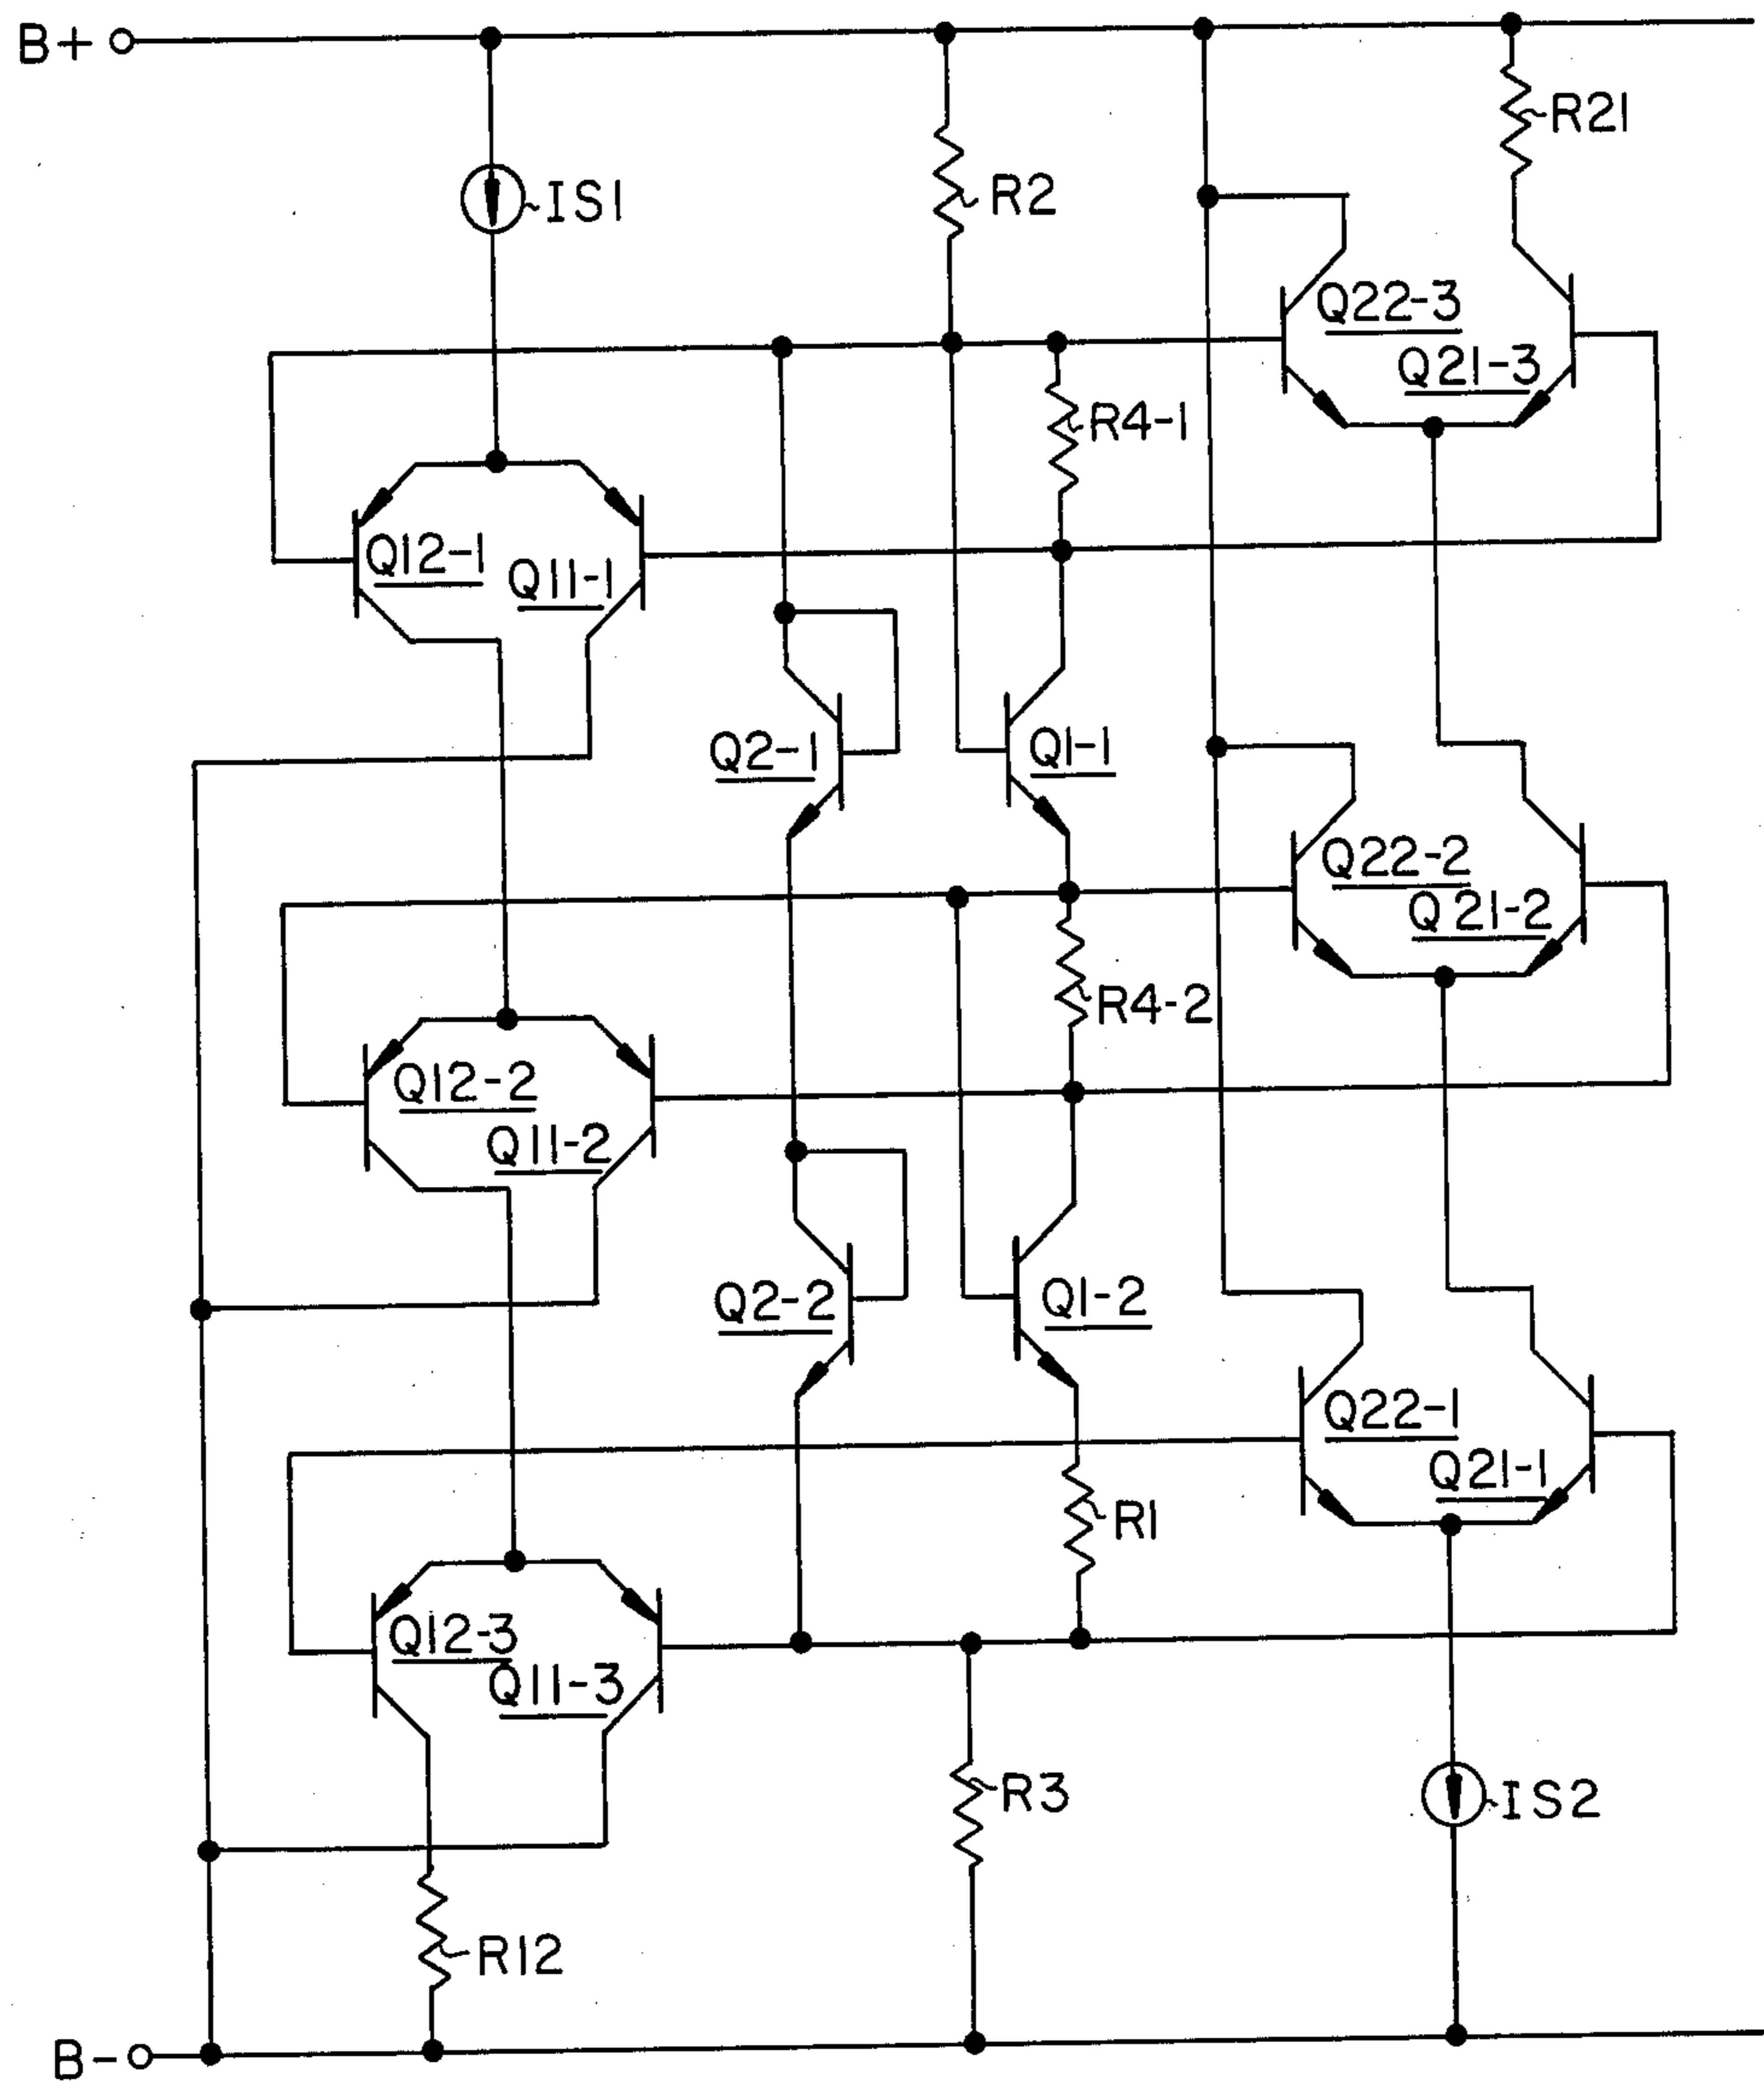 B+
R21
IS1
R2
Q22-3
Q21-3
R4-1
Q12-1
Q11-1
Q2-1
Q1-1
Q22-2
Q21-2
R4-2
Q12-2
Q11-2
Q2-2
Q1-2
Q22-1
Q21-1
R1
Q12-3
Q11-3
R3
IS2
R12
B-